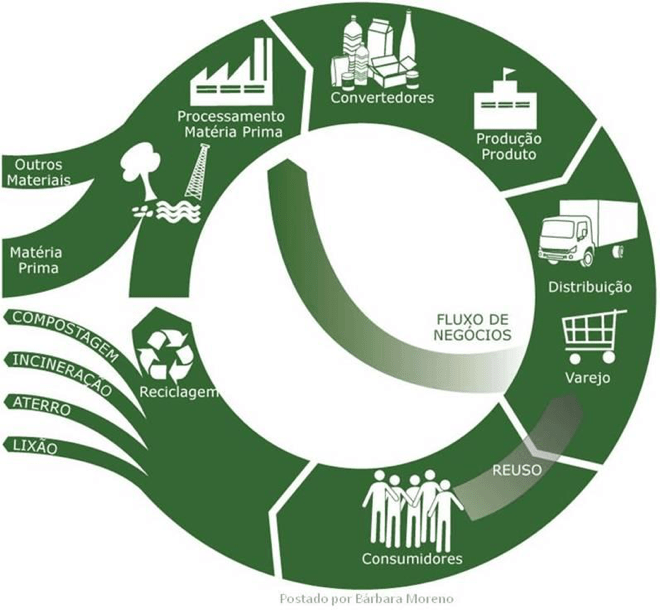 Convertedores
Processamento
Matéria Prima
Produção
Produto
Outros
Materiais
Matéria
Prima
Distribuição
COMPOSTAGEM
FLUXO DE
NEGÓCIOS
INCINERAÇÃO
Reciclagem
Varejo
ATERRO
LIXÃO
REUSO
Consumidores
Postado por Bárbara Moreno